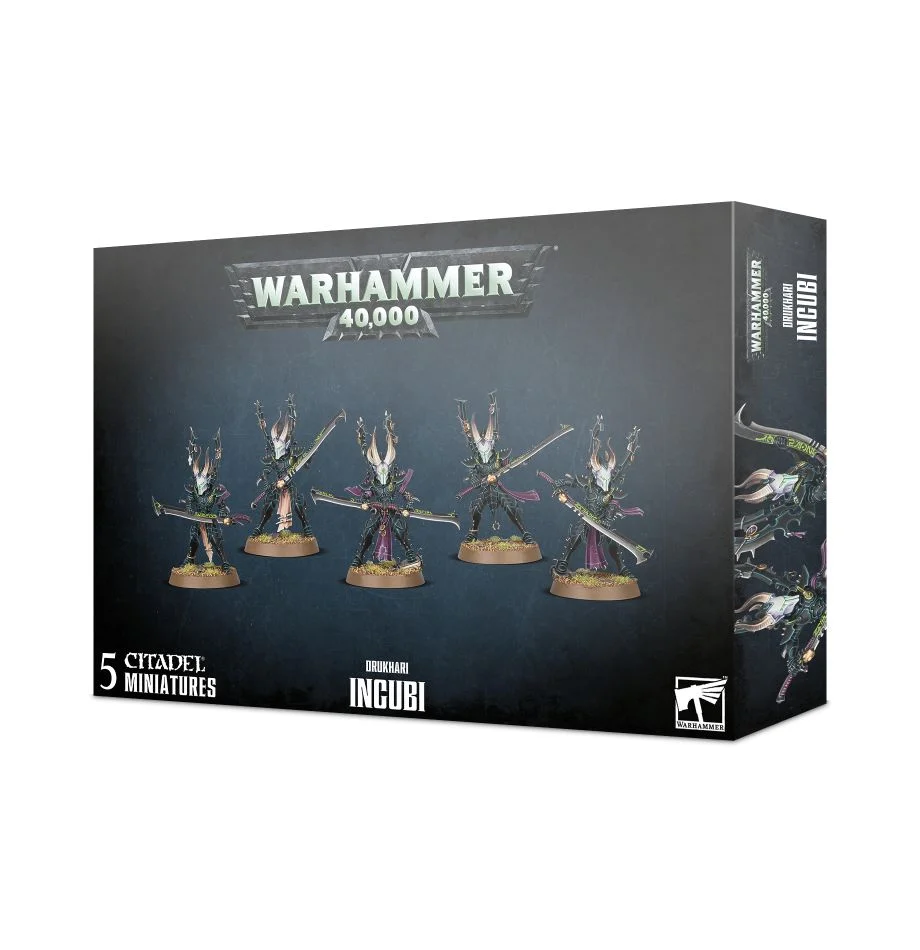 WARHAMMER
40,000
5 CITADEL®
MINIATURES
DRUKHARI
INCUBI
WARHAMMER
WARHAMMER
40,000
DRUKHARI
INCUBI